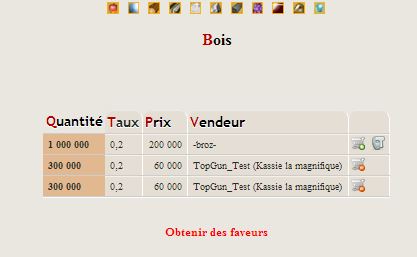 Bois
Quantité Taux Prix Vendeur
1 000 000 0,2 200 000 -broz-
300 000 0,2 60 000 TopGun_Test (Kassie la magnifique)
300 000 0,2 60 000 TopGun_Test (Kassie la magnifique)
Obtenir des faveurs